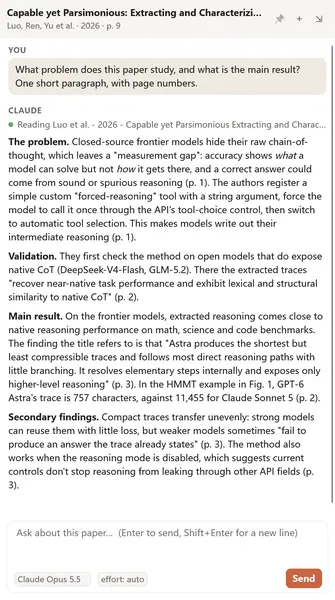 Capable yet Parsimonious: Extracting and Characterizi...
Luo, Ren, Yu et al. · 2026 · p. 9
YOU
What problem does this paper study, and what is the main result?
One short paragraph, with page numbers.
CLAUDE
Reading Luo et al. - 2026 - Capable yet Parsimonious Extracting and Charac...
The problem. Closed-source frontier models hide their raw chain-of-
thought, which leaves a "measurement gap": accuracy shows what a
model can solve but not how it gets there, and a correct answer could
come from sound or spurious reasoning (p. 1). The authors register a
simple custom "forced-reasoning" tool with a string argument, force the
model to call it once through the API's tool-choice control, then switch
to automatic tool selection. This makes models write out their
intermediate reasoning (p. 1).
Validation. They first check the method on open models that do expose
native CoT (DeepSeek-V4-Flash, GLM-5.2). There the extracted traces
"recover near-native task performance and exhibit lexical and structural
similarity to native CoT" (p. 2).
Main result. On the frontier models, extracted reasoning comes close to
native reasoning performance on math, science and code benchmarks.
The finding the title refers to is that "Astra produces the shortest but
least compressible traces and follows most direct reasoning paths with
little branching. It resolves elementary steps internally and exposes only
higher-level reasoning" (p. 3). In the HMMT example in Fig. 1, GPT-6
Astra's trace is 757 characters, against 11,455 for Claude Sonnet 5 (p. 2).
Secondary findings. Compact traces transfer unevenly: strong models
can reuse them with little loss, but weaker models sometimes "fail to
produce an answer the trace already states" (p. 3). The method also
works when the reasoning mode is disabled, which suggests current
controls don't stop reasoning from leaking through other API fields (p.
3).
Ask about this paper... (Enter to send, Shift+Enter for a new line)
Claude Opus 5.5
effort: auto
Send